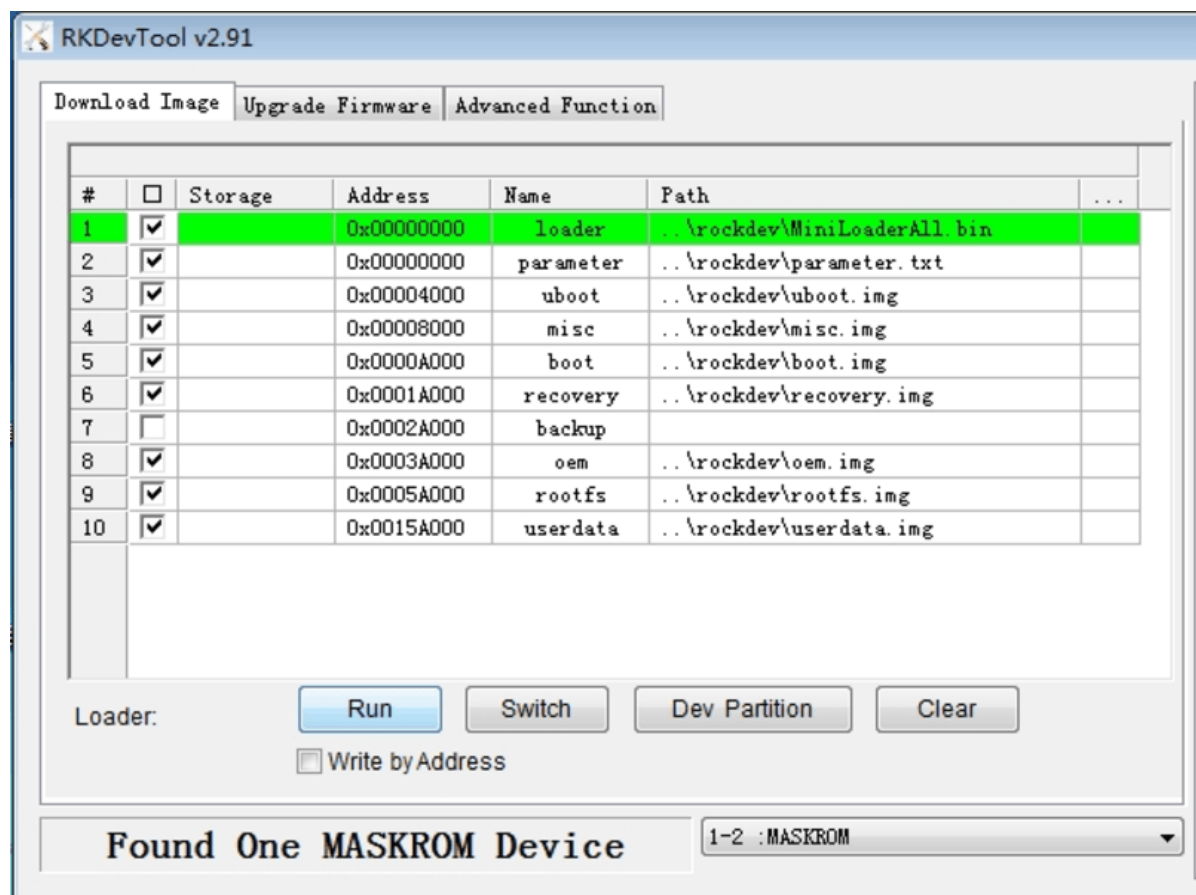 RKDevTool v2.91
Download Image Upgrade Firmware Advanced Function
# Storage Address Name Path ...
1 0x00000000 loader ..\rockdev\MiniLoaderAll.bin
2 0x00000000 parameter ..\rockdev\parameter.txt
3 0x00004000 uboot ..\rockdev\uboot.img
4 0x00008000 misc ..\rockdev\misc.img
5 0x0000A000 boot ..\rockdev\boot.img
6 0x0001A000 recovery ..\rockdev\recovery.img
7 0x0002A000 backup
8 0x0003A000 oem ..\rockdev\oem.img
9 0x0005A000 rootfs ..\rockdev\rootfs.img
10 0x0015A000 userdata ..\rockdev\userdata.img
Loader: Run Switch Dev Partition Clear
Write by Address
Found One MASKROM Device 1-2 :MASKROM